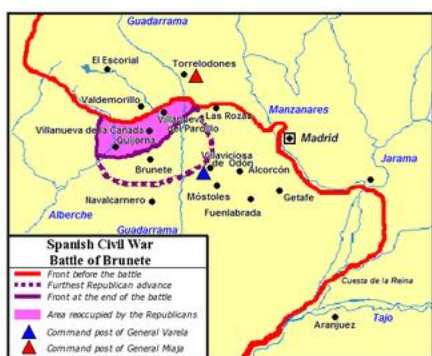 Guadarrama
El Escorial
Torrelodones
Valdemorillo
Manzanares
Villanueva
del Pardillo
Las Rozas
Villanueva de la Cañada
Quijorna
Madrid
Villaviciosa
de Odón
Jarama
Brunete
Alcorcón
Móstoles
Getafe
Navalcarnero
Alberche
Fuenlabrada
Guadarrama
Cuesta de la Reina
Aranjuez
Tajo
Spanish Civil War
Battle of Brunete
Front before the battle
Furthest Republican advance
Front at the end of the battle
Area reoccupied by the Republicans
Command post of General Varela
Command post of General Miaja